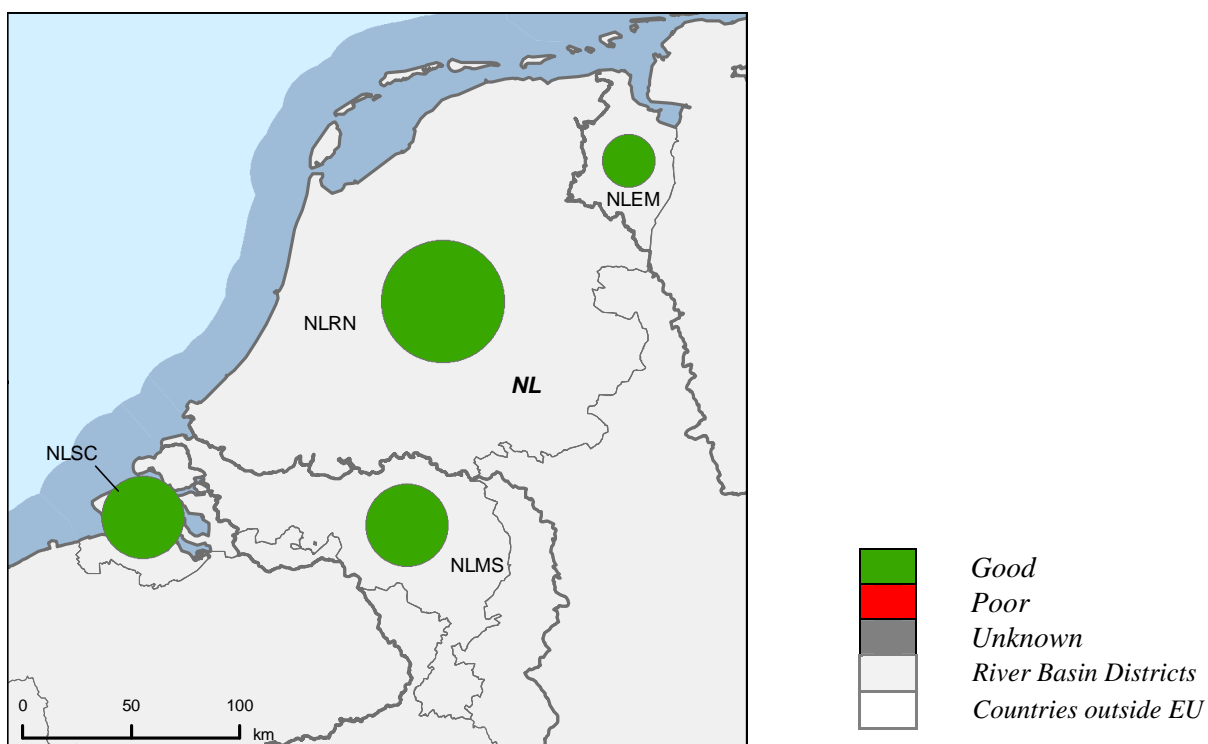 NLEM
NLRN
NL
NLSC
NLMS
0 50 100
km
Good
Poor
Unknown
River Basin Districts
Countries outside EU